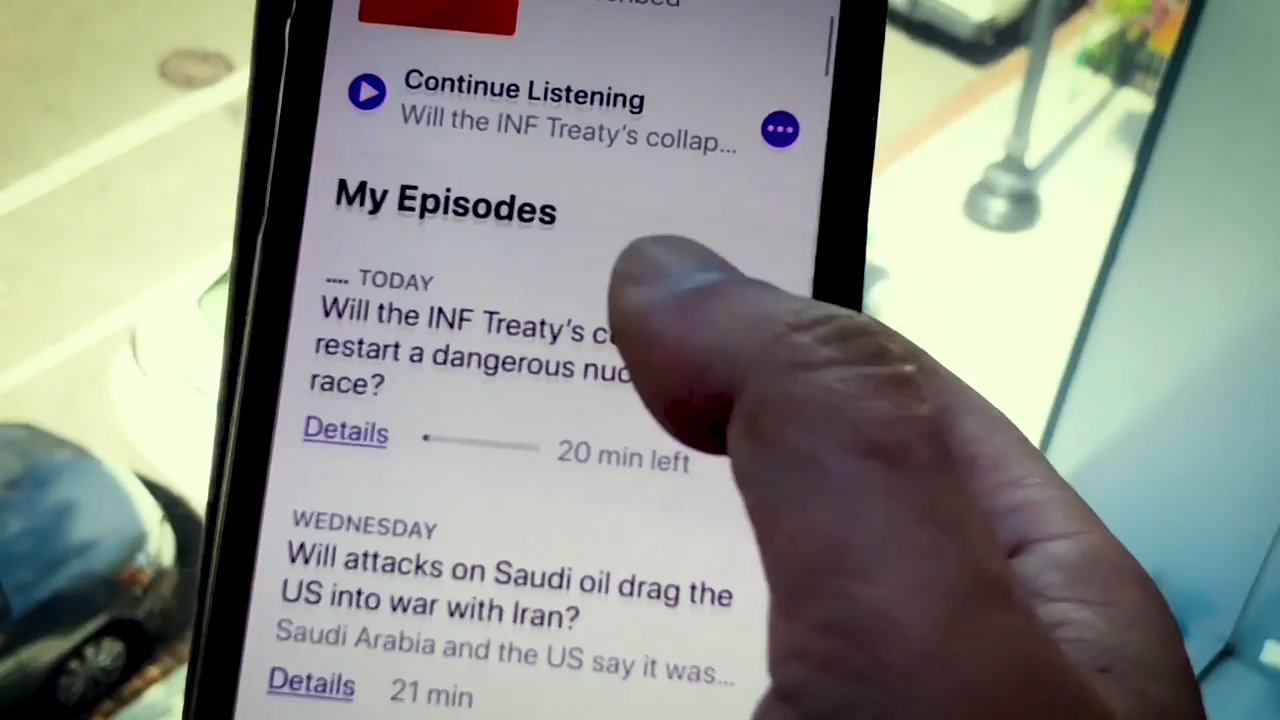 Continue Listening
Will the INF Treaty's collap...
My Episodes
TODAY
Will the INF Treaty's
restart a dangerous
race?
Details 20 min left
WEDNESDAY
Will attacks on Saudi oil drag the
US into war with Iran?
Saudi Arabia and the US say it was...
Details 21 min